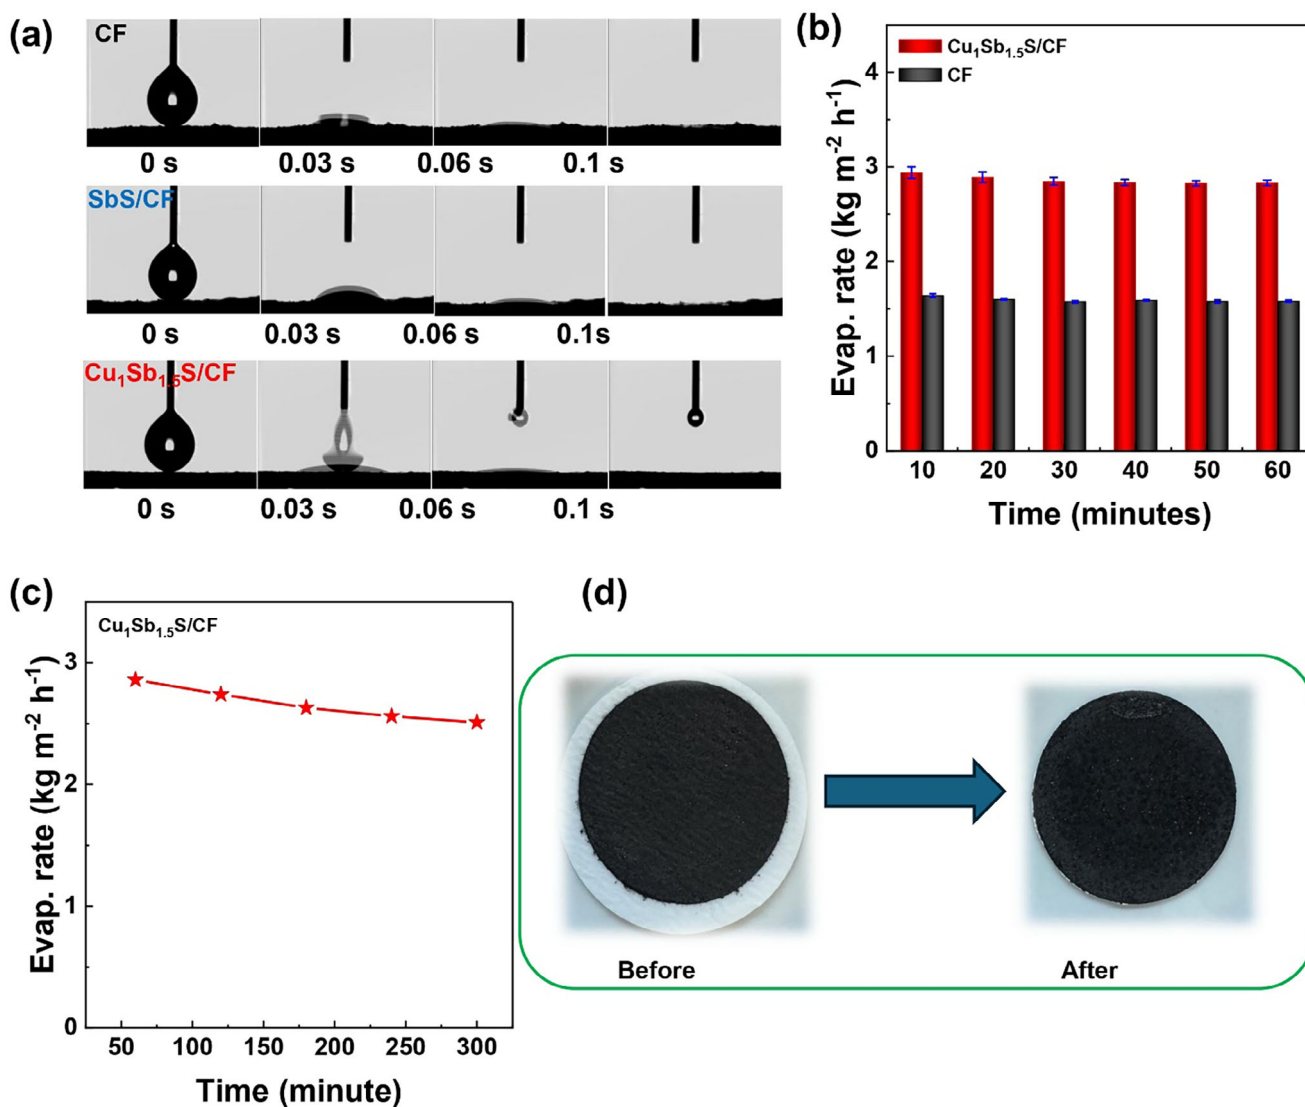 (a)
CF
0 s 0.03 s 0.06 s 0.1 s
SbS/CF
0 s 0.03 s 0.06 s 0.1s
Cu₁Sb₁.₅S/CF
0 s 0.03 s 0.06 s 0.1 s
(b)
Cu₁Sb₁.₅S/CF
CF
Evap. rate (kg m⁻² h⁻¹)
4
3
2
1
0
10 20 30 40 50 60
Time (minutes)
(c)
Cu₁Sb₁.₅S/CF
Evap. rate (kg m⁻² h⁻¹)
3
2
1
0
50 100 150 200 250 300
Time (minute)
(d)
Before After